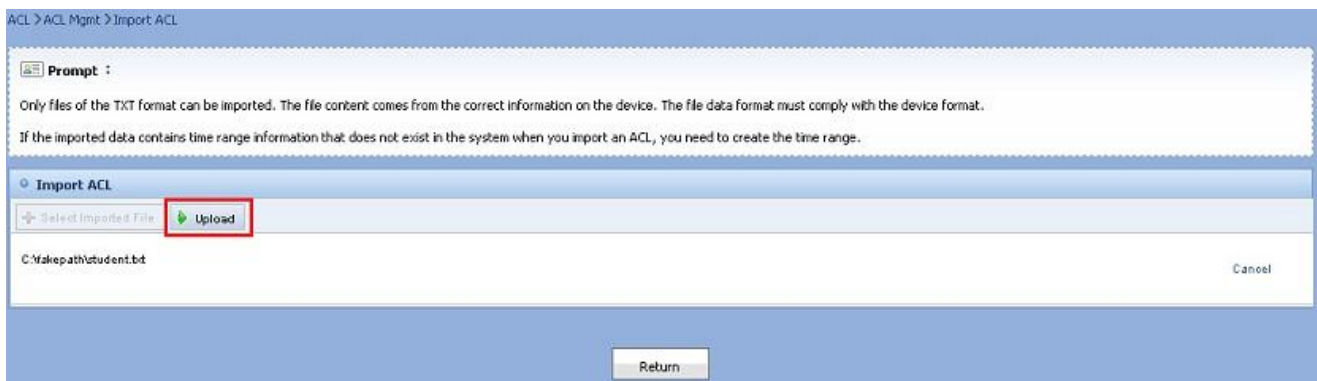 ACL > ACL Mgmt > Import ACL
Prompt :
Only files of the TXT format can be imported. The file content comes from the correct information on the device. The file data format must comply with the device format.
If the imported data contains time range information that does not exist in the system when you import an ACL, you need to create the time range.
Import ACL
Select Imported File Upload
C:\fakepath\student.txt
Cancel
Return